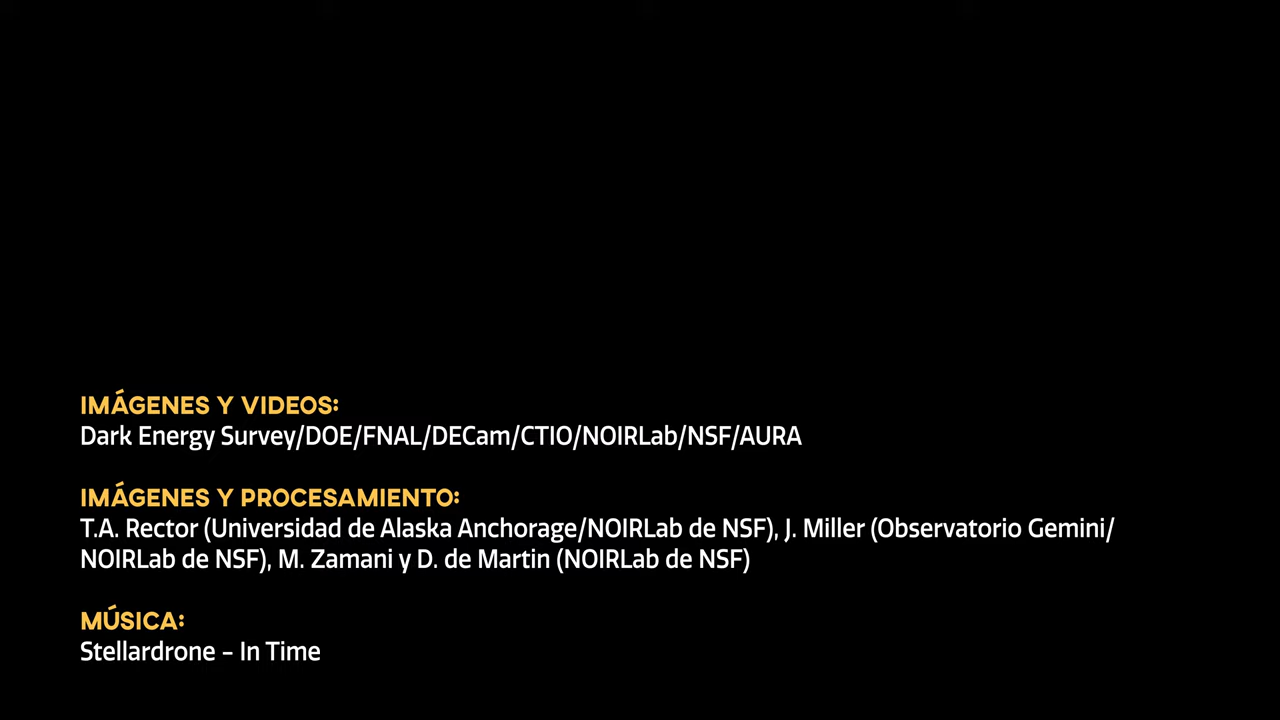 IMÁGENES Y VIDEOS:
Dark Energy Survey/DOE/FNAL/DECam/CTIO/NOIRLab/NSF/AURA
IMÁGENES Y PROCESAMIENTO:
T.A. Rector (Universidad de Alaska Anchorage/NOIRLab de NSF), J. Miller (Observatorio Gemini/
NOIRLab de NSF), M. Zamani y D. de Martin (NOIRLab de NSF)
MÚSICA:
Stellardrone – In Time